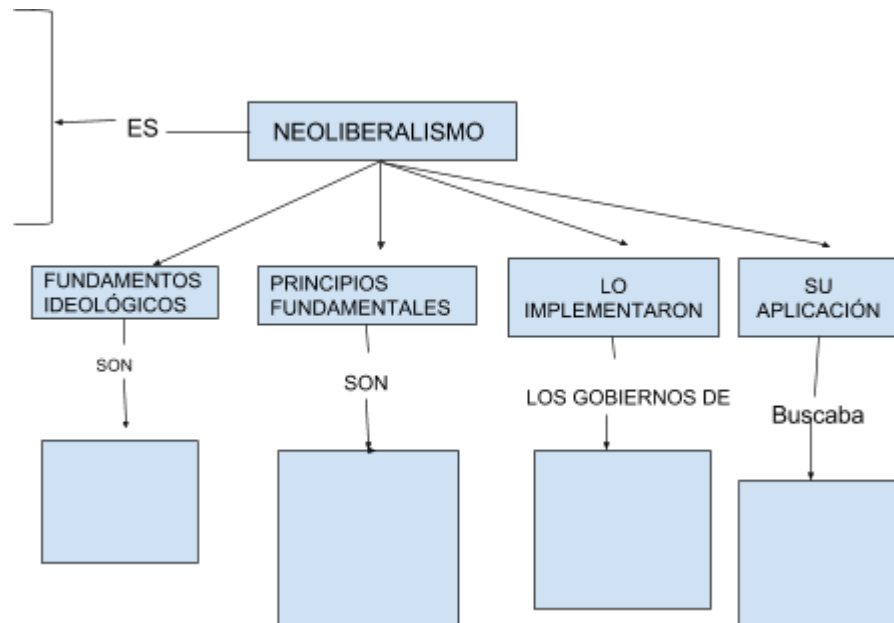 ES
NEOLIBERALISMO
FUNDAMENTOS
IDEOLÓGICOS
PRINCIPIOS
FUNDAMENTALES
LO
IMPLEMENTARON
SU
APLICACIÓN
SON
SON
LOS GOBIERNOS DE
Buscaba